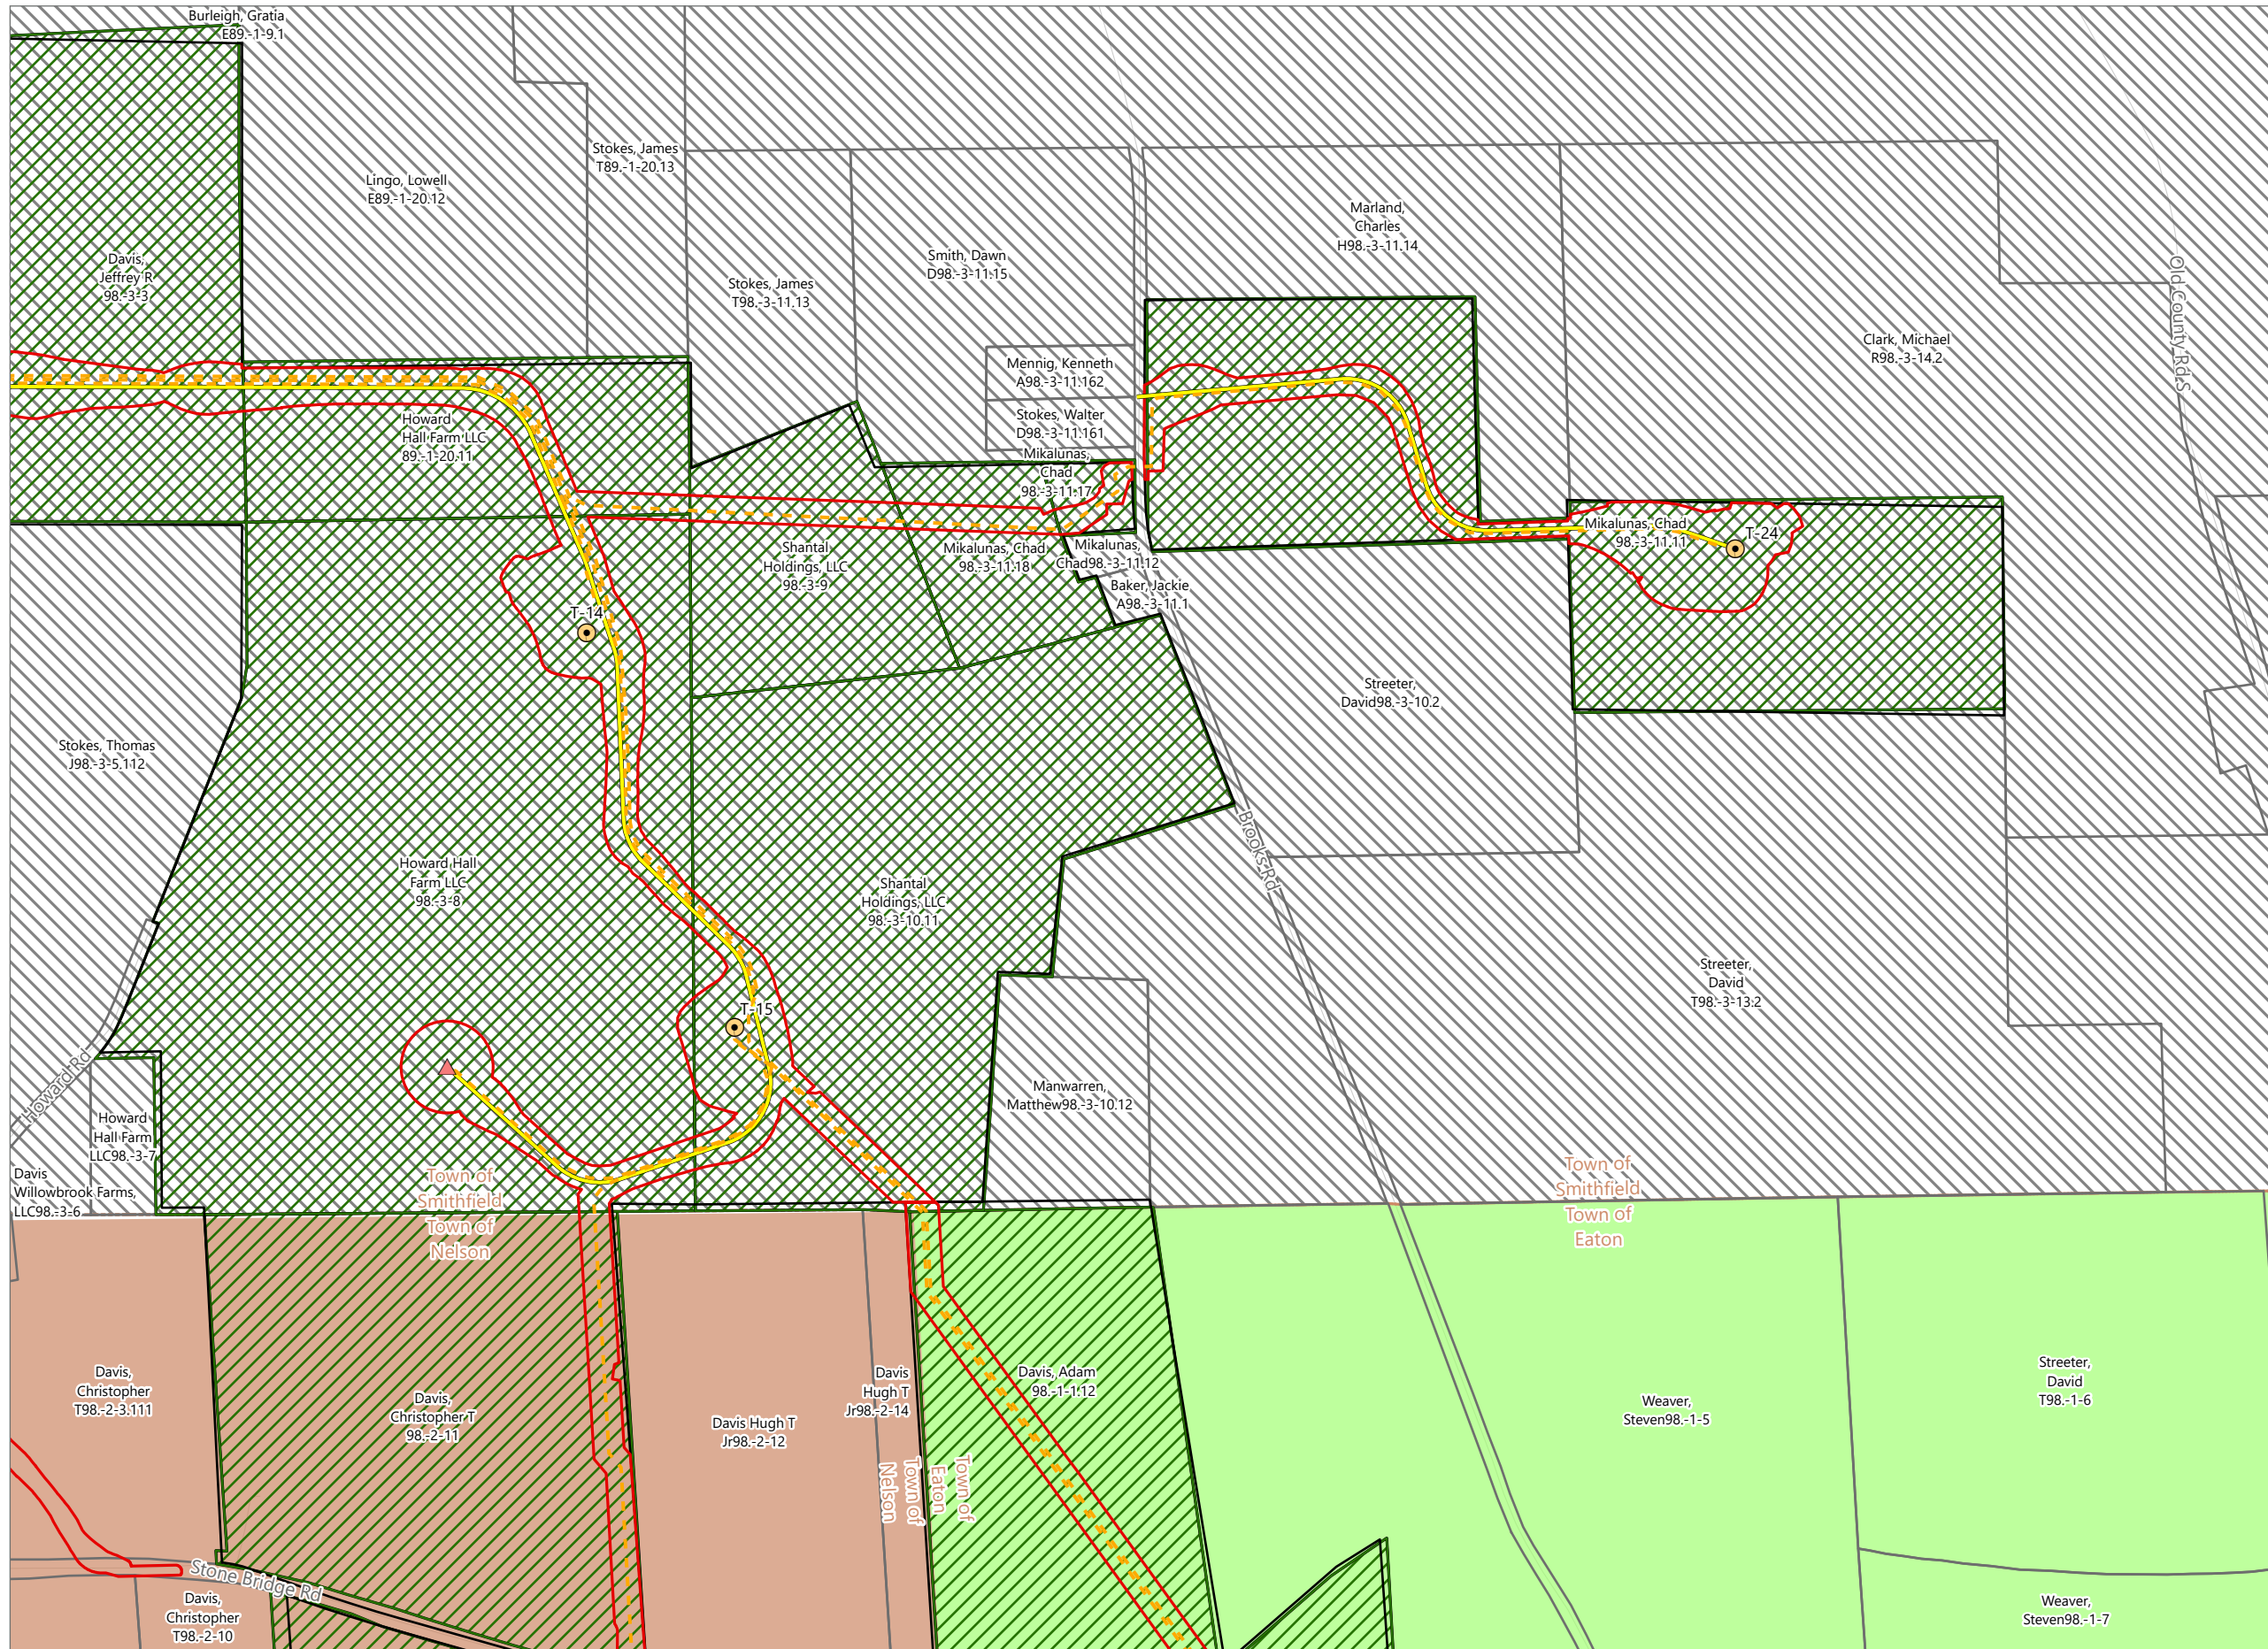 Burleigh, Gratia
E89.-1-9.1
Stokes, James
T89.-1-20.13
Lingo, Lowell
E89.-1-20.12
Marland,
Charles
H98.-3-11.14
Smith, Dawn
D98.-3-11.15
Davis,
Jeffrey R
98.-3-3
Stokes, James
T98.-3-11.13
Old County Rd S
Clark, Michael
R98.-3-14.2
Mennig, Kenneth
A98.-3-11.162
Stokes, Walter
D98.-3-11.161
Howard
Hall Farm LLC
89.-1-20.11
Mikalunas,
Chad
98.-3-11.17
Mikalunas, Chad
98.-3-11.11
T-24
Shantal
Holdings, LLC
98.-3-9
Mikalunas, Chad
98.-3-11.18
Mikalunas,
Chad98.-3-11.12
Baker, Jackie
A98.-3-11.1
T-14
Streeter,
David98.-3-10.2
Stokes, Thomas
J98.-3-5.112
Brooks Rd
Howard Hall
Farm LLC
98.-3-8
Shantal
Holdings, LLC
98.-3-10.11
Streeter,
David
T98.-3-13.2
T-15
Howard Rd
Manwarren,
Matthew98.-3-10.12
Howard
Hall Farm
LLC98.-3-7
Davis
Willowbrook Farms,
LLC98.-3-6
Town of
Smithfield
Town of
Nelson
Town of
Smithfield
Town of
Eaton
Davis,
Christopher
T98.-2-3.111
Davis,
Christopher T
98.-2-11
Davis Hugh T
Jr98.-2-12
Davis
Hugh T
Jr98.-2-14
Davis, Adam
98.-1-1.12
Weaver,
Steven98.-1-5
Streeter,
David
T98.-1-6
Town of
Eaton
Town of
Nelson
Stone Bridge Rd
Davis,
Christopher
T98.-2-10
Weaver,
Steven98.-1-7